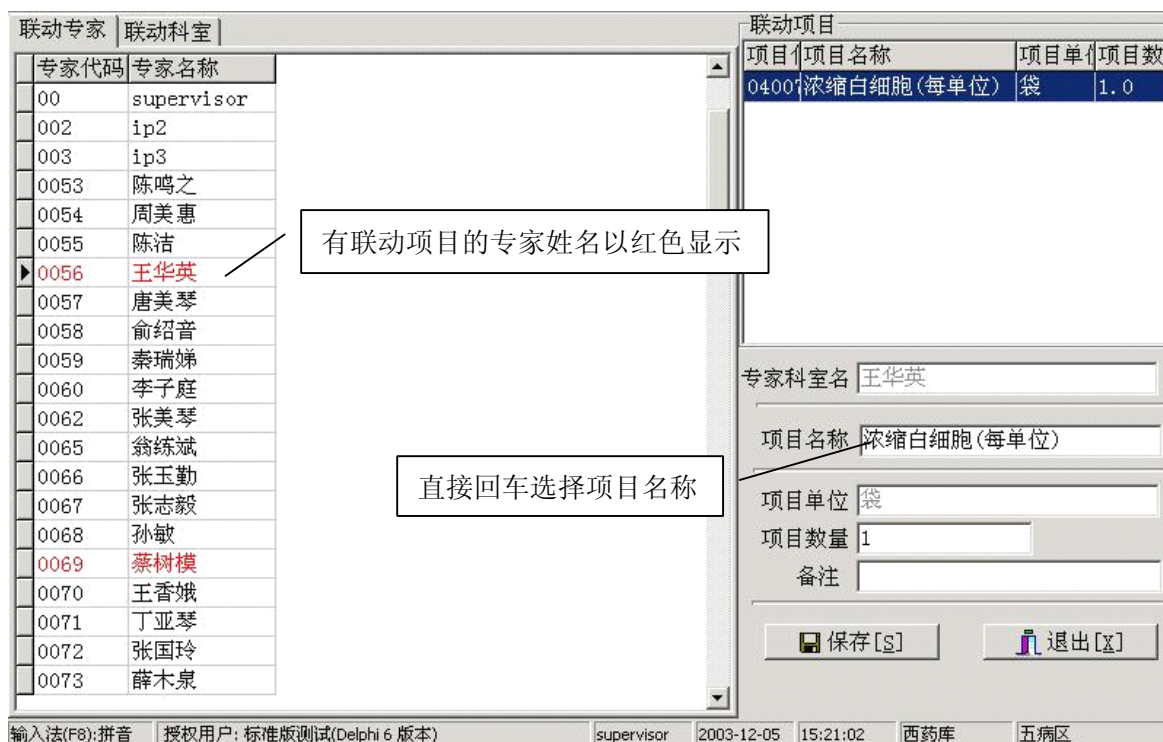 联动专家 联动科室
专家代码 专家名称
00 supervisor
002 ip2
003 ip3
0053 陈鸣之
0054 周美惠
0055 陈洁
0056 王华英
0057 唐美琴
0058 俞绍音
0059 秦瑞娣
0060 李子庭
0062 张美琴
0065 翁练斌
0066 张玉勤
0067 张志毅
0068 孙敏
0069 蔡树模
0070 王香娥
0071 丁亚琴
0072 张国玲
0073 薛木泉
有联动项目的专家姓名以红色显示
直接回车选择项目名称
联动项目
项目 项目名称 项目单 项目数
04007 浓缩白细胞(每单位) 袋 1.0
专家科室名 王华英
项目名称 浓缩白细胞(每单位)
项目单位 袋
项目数量 1
备注
保存[S] 退出[X]
输入法(F8):拼音 授权用户: 标准版测试(Delphi 6 版本) supervisor 2003-12-05 15:21:02 西药库 五病区